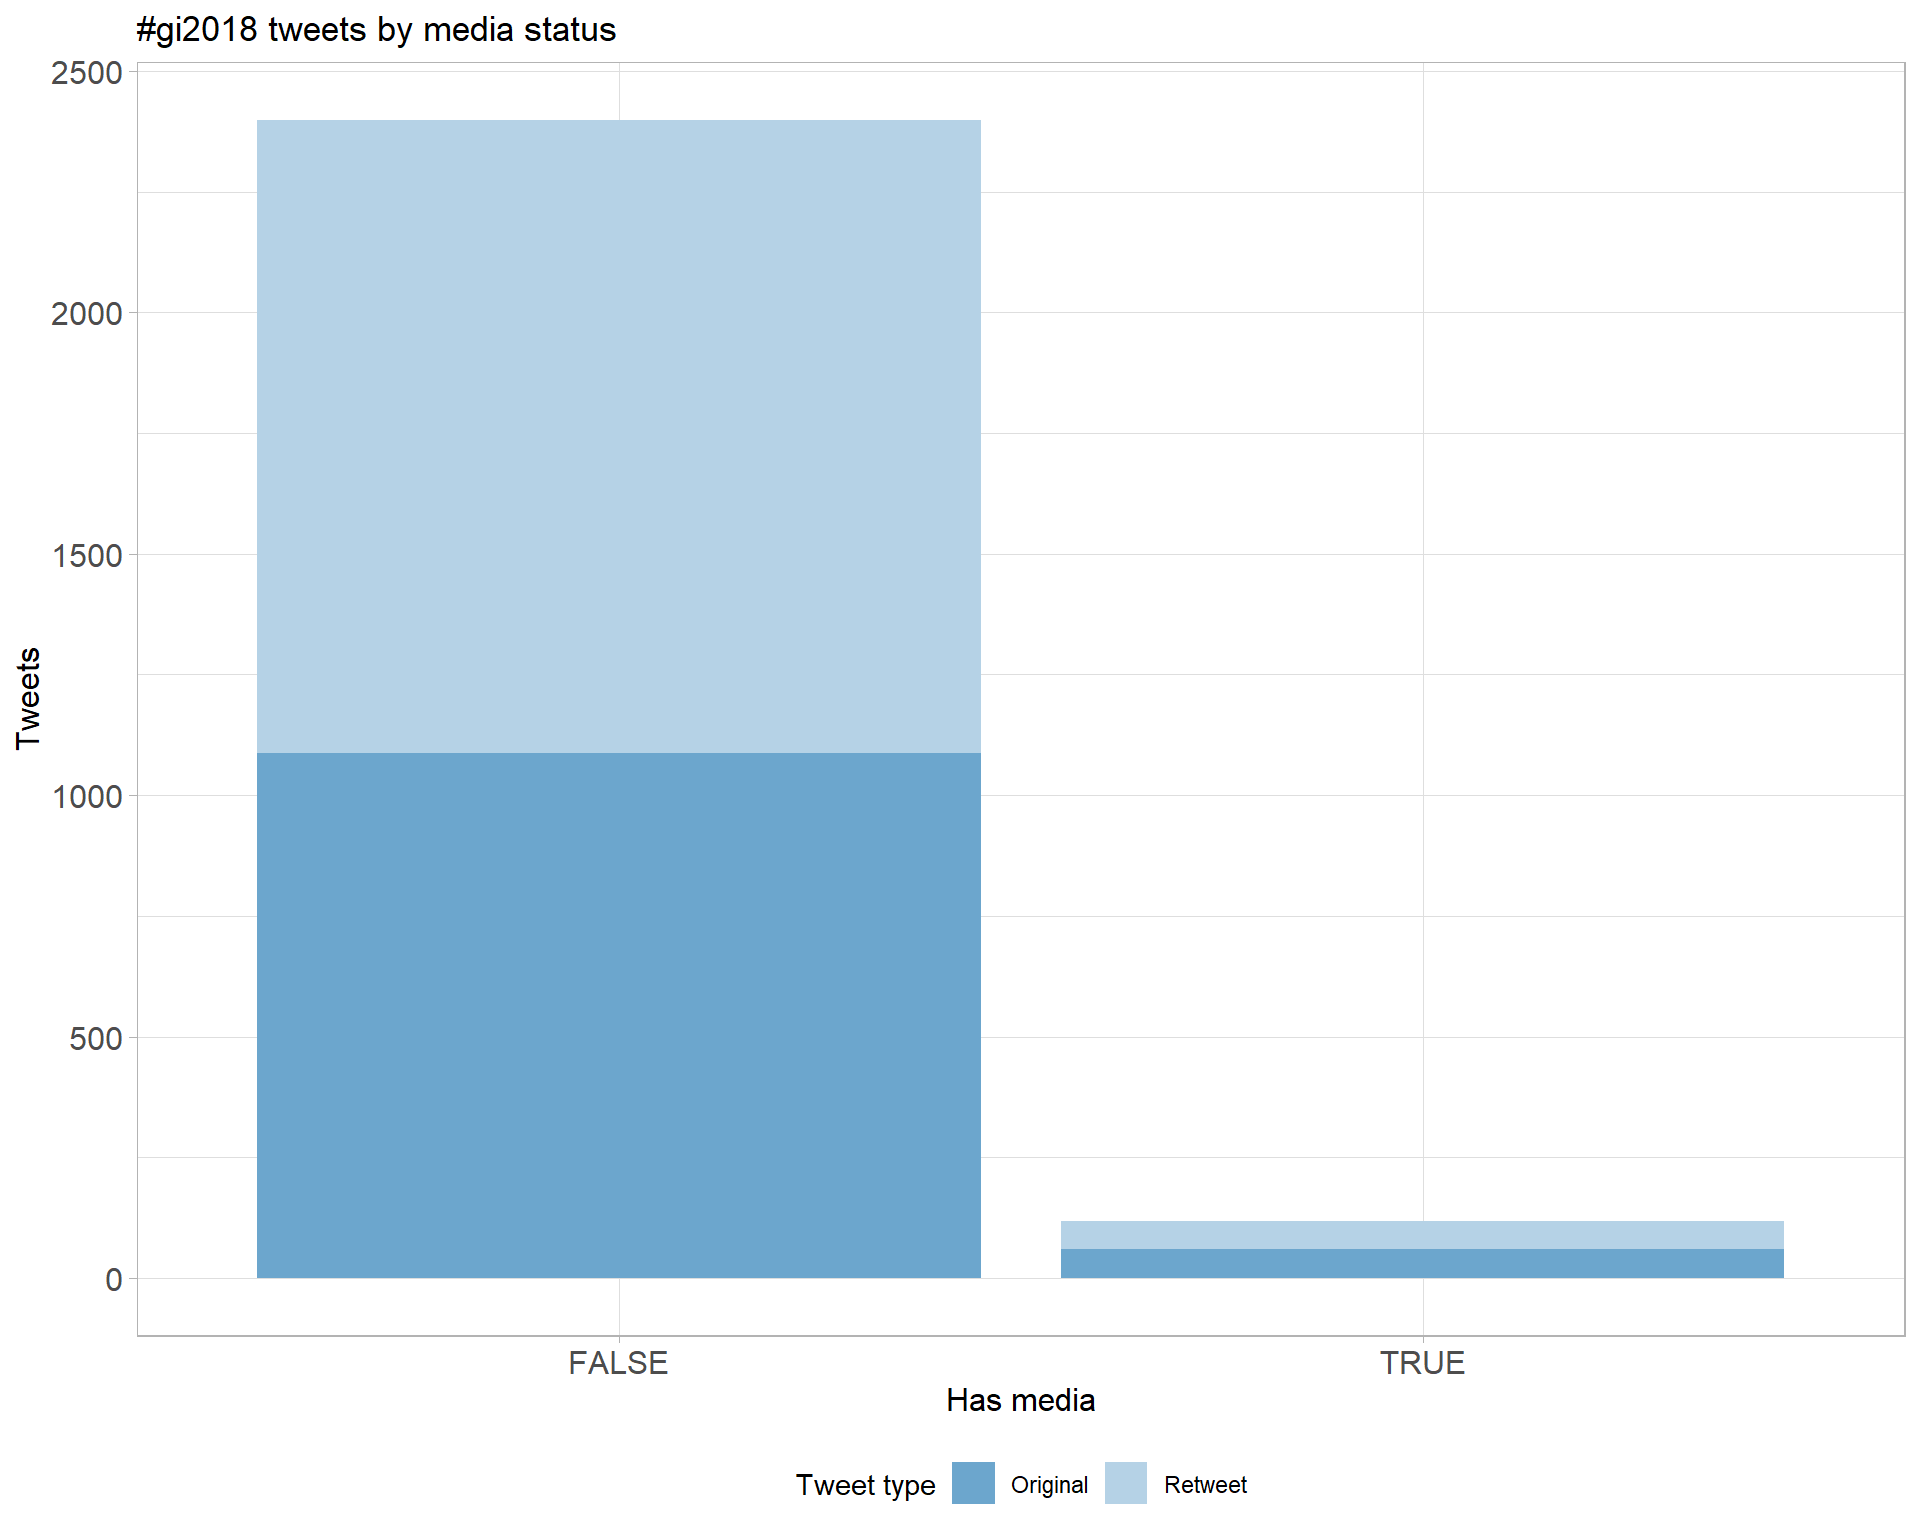 #gi2018 tweets by media status
2500
2000
1500
1000
500
0
Tweets
FALSE
TRUE
Has media
Tweet type
Original
Retweet